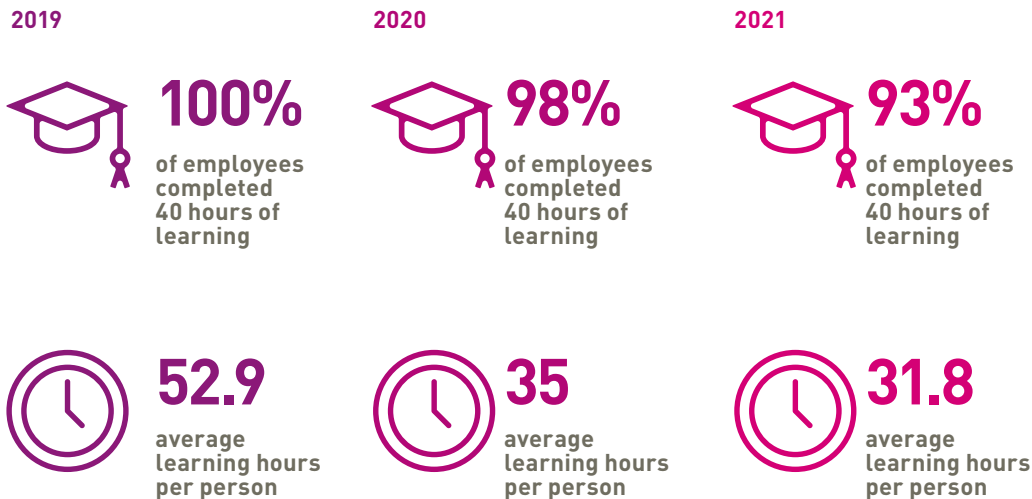 2019
2020
2021
100%
of employees
completed
40 hours of
learning
98%
of employees
completed
40 hours of
learning
93%
of employees
completed
40 hours of
learning
52.9
average
learning hours
per person
35
average
learning hours
per person
31.8
average
learning hours
per person